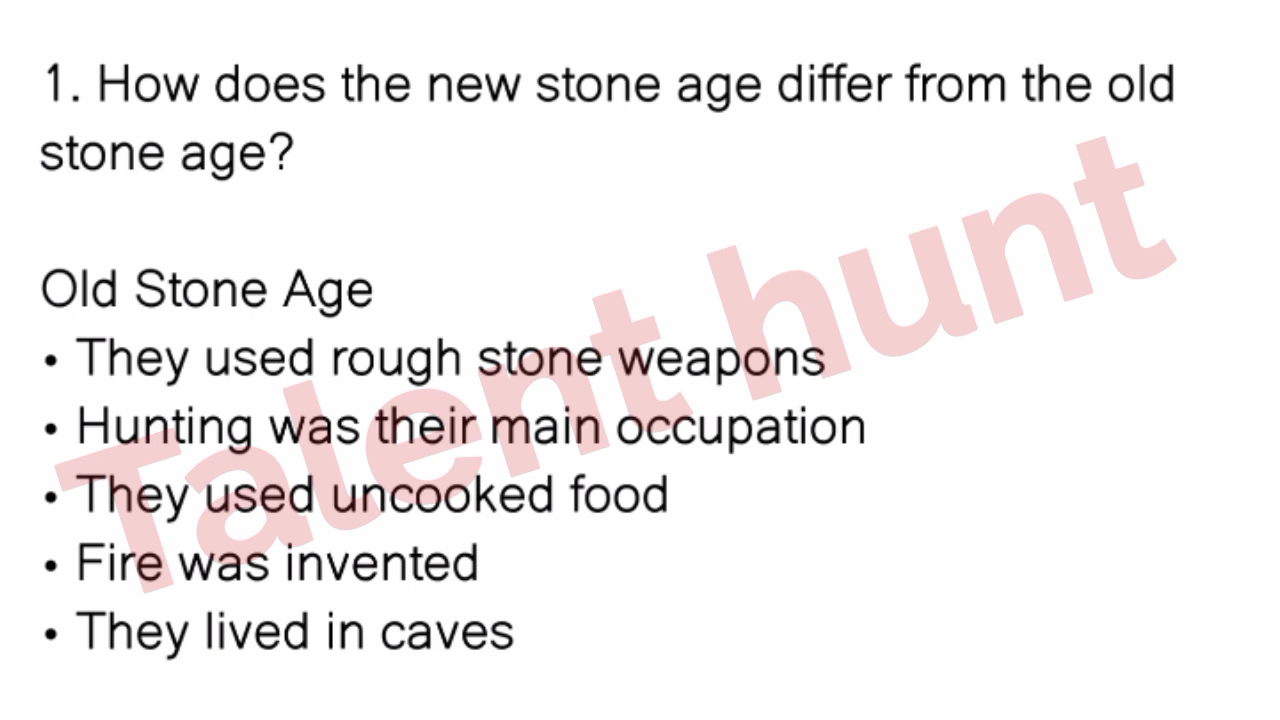 1. How does the new stone age differ from the old
stone age?
Old Stone Age
• They used rough stone weapons
• Hunting was their main occupation
• They used uncooked food
• Fire was invented
• They lived in caves
Talent hunt